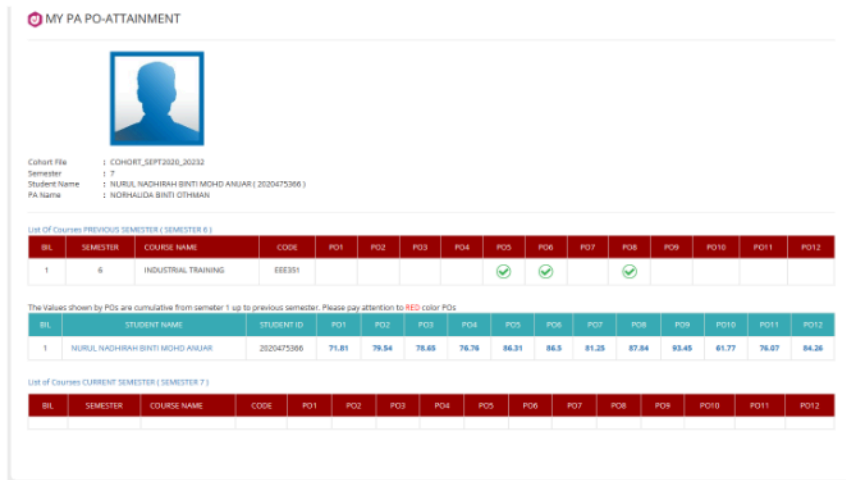 MY PA PO-ATTAINMENT
Cohort File : COHORT_SEPT2020_20232
Semester : 7
Student Name : NURUL NADHIRAH BINTI MOHD ANUAR ( 2020475366 )
PA Name : NORHALIDA BINTI OTHMAN
List Of Courses PREVIOUS SEMESTER ( SEMESTER 6 )
BIL SEMESTER COURSE NAME CODE PO1 PO2 PO3 PO4 PO5 PO6 PO7 PO8 PO9 PO10 PO11 PO12
1 6 INDUSTRIAL TRAINING EEE351
The Values shown by POs are cumulative from semeter 1 up to previous semester. Please pay attention to RED color POs
BIL STUDENT NAME STUDENT ID PO1 PO2 PO3 PO4 PO5 PO6 PO7 PO8 PO9 PO10 PO11 PO12
1 NURUL NADHIRAH BINTI MOHD ANUAR 2020475366 71.81 79.54 78.65 76.76 86.31 86.5 81.25 87.84 93.45 61.77 76.07 84.26
List of Courses CURRENT SEMESTER ( SEMESTER 7 )
BIL SEMESTER COURSE NAME CODE PO1 PO2 PO3 PO4 PO5 PO6 PO7 PO8 PO9 PO10 PO11 PO12